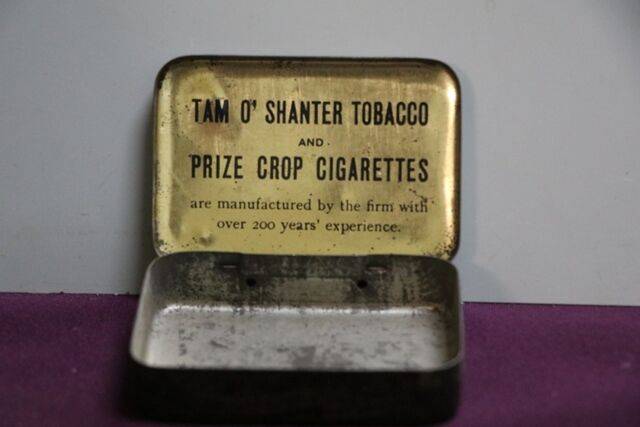 TAM O' SHANTER TOBACCO
AND
PRIZE CROP CIGARETTES
are manufactured by the firm with
over 200 years' experience.